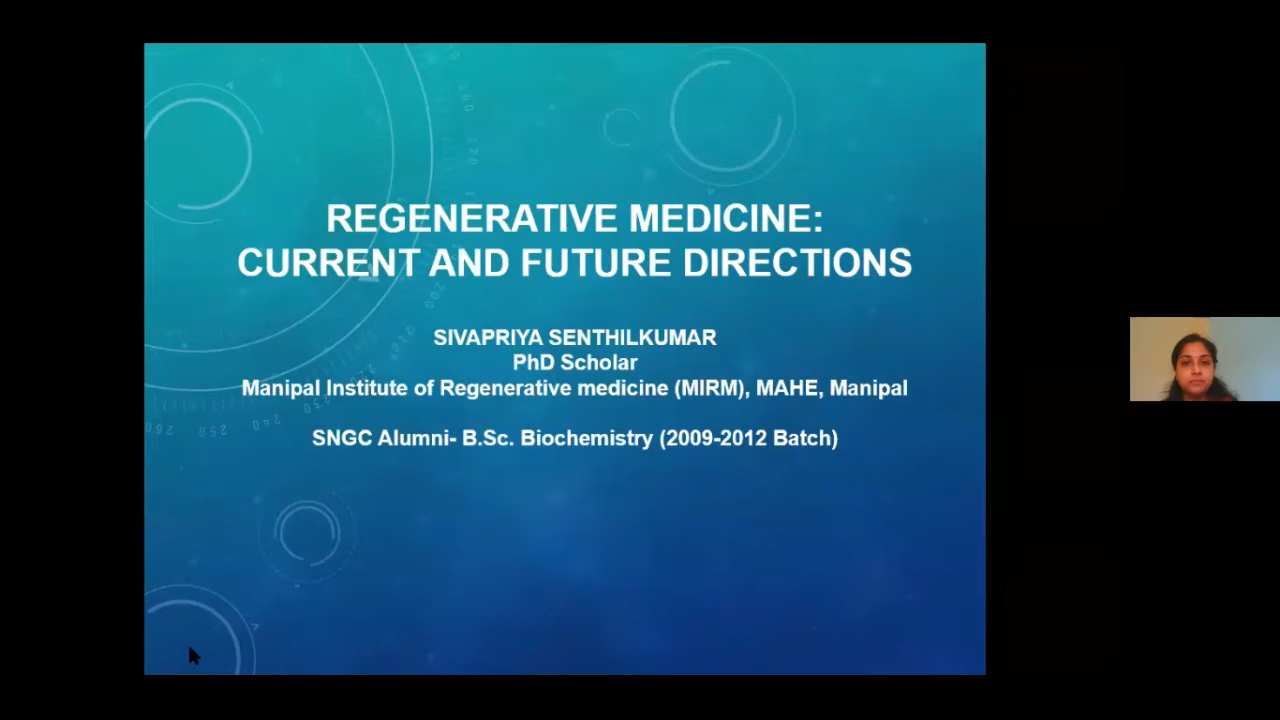 REGENERATIVE MEDICINE:
CURRENT AND FUTURE DIRECTIONS
SIVAPRIYA SENTHILKUMAR
PhD Scholar
Manipal Institute of Regenerative medicine (MIRM), MAHE, Manipal
SNGC Alumni- B.Sc. Biochemistry (2009-2012 Batch)